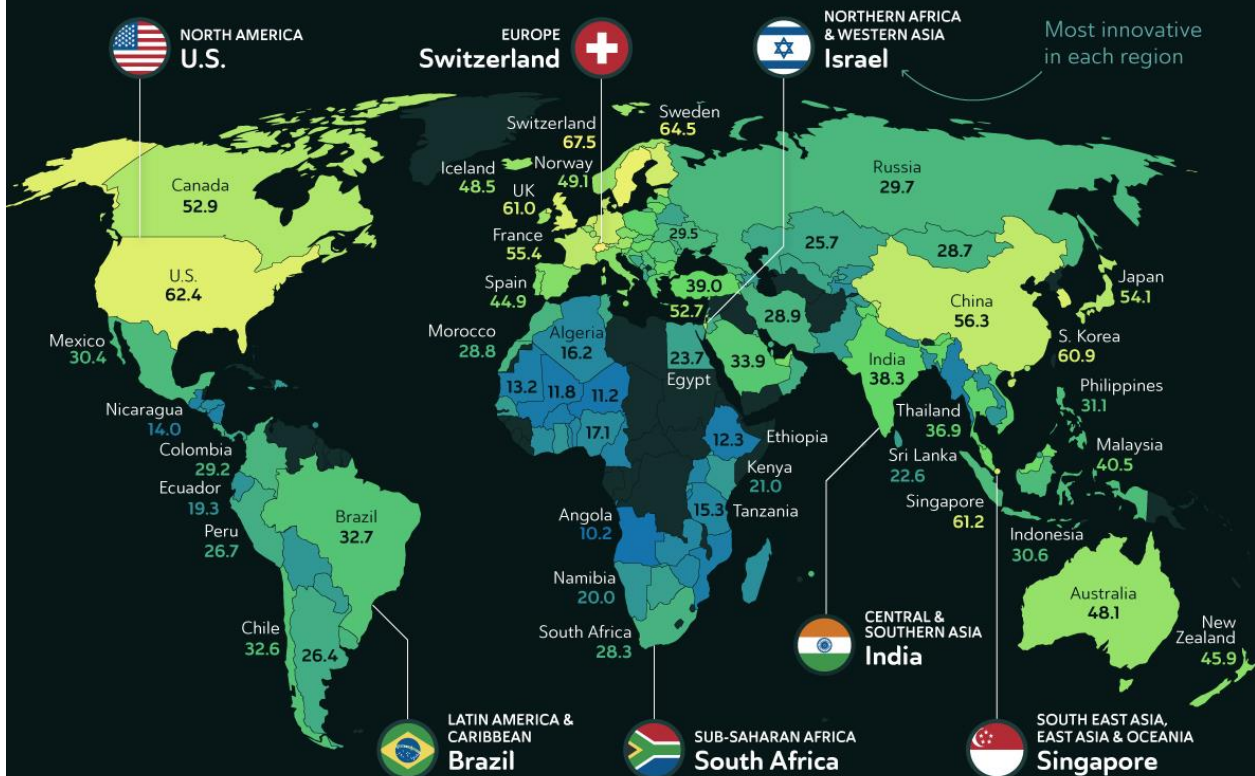 NORTH AMERICA
U.S.
EUROPE
Switzerland
NORTHERN AFRICA
& WESTERN ASIA
Israel
Most innovative
in each region
Canada
52.9
U.S.
62.4
Mexico
30.4
Nicaragua
14.0
Colombia
29.2
Ecuador
19.3
Peru
26.7
Brazil
32.7
Chile
32.6
26.4
Switzerland
67.5
Sweden
64.5
Iceland
48.5
Norway
49.1
UK
61.0
France
55.4
Spain
44.9
29.5
39.0
52.7
Russia
29.7
25.7
28.7
Japan
54.1
China
56.3
S. Korea
60.9
28.9
33.9
India
38.3
Morocco
28.8
Algeria
16.2
23.7
Egypt
13.2
11.8
11.2
17.1
12.3
Ethiopia
Kenya
21.0
15.3
Tanzania
Angola
10.2
Namibia
20.0
South Africa
28.3
Philippines
31.1
Thailand
36.9
Sri Lanka
22.6
Malaysia
40.5
Singapore
61.2
Indonesia
30.6
Australia
48.1
New
Zealand
45.9
CENTRAL &
SOUTHERN ASIA
India
LATIN AMERICA &
CARIBBEAN
Brazil
SUB-SAHARAN AFRICA
South Africa
SOUTH EAST ASIA,
EAST ASIA & OCEANIA
Singapore